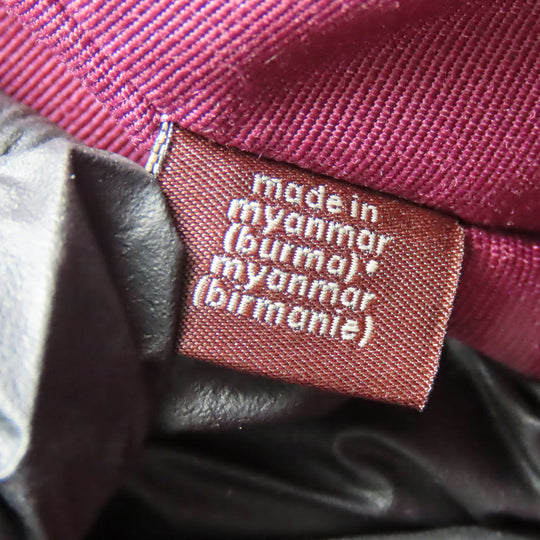 made in
myanmar
(burma) •
myanmar
(birmanie)